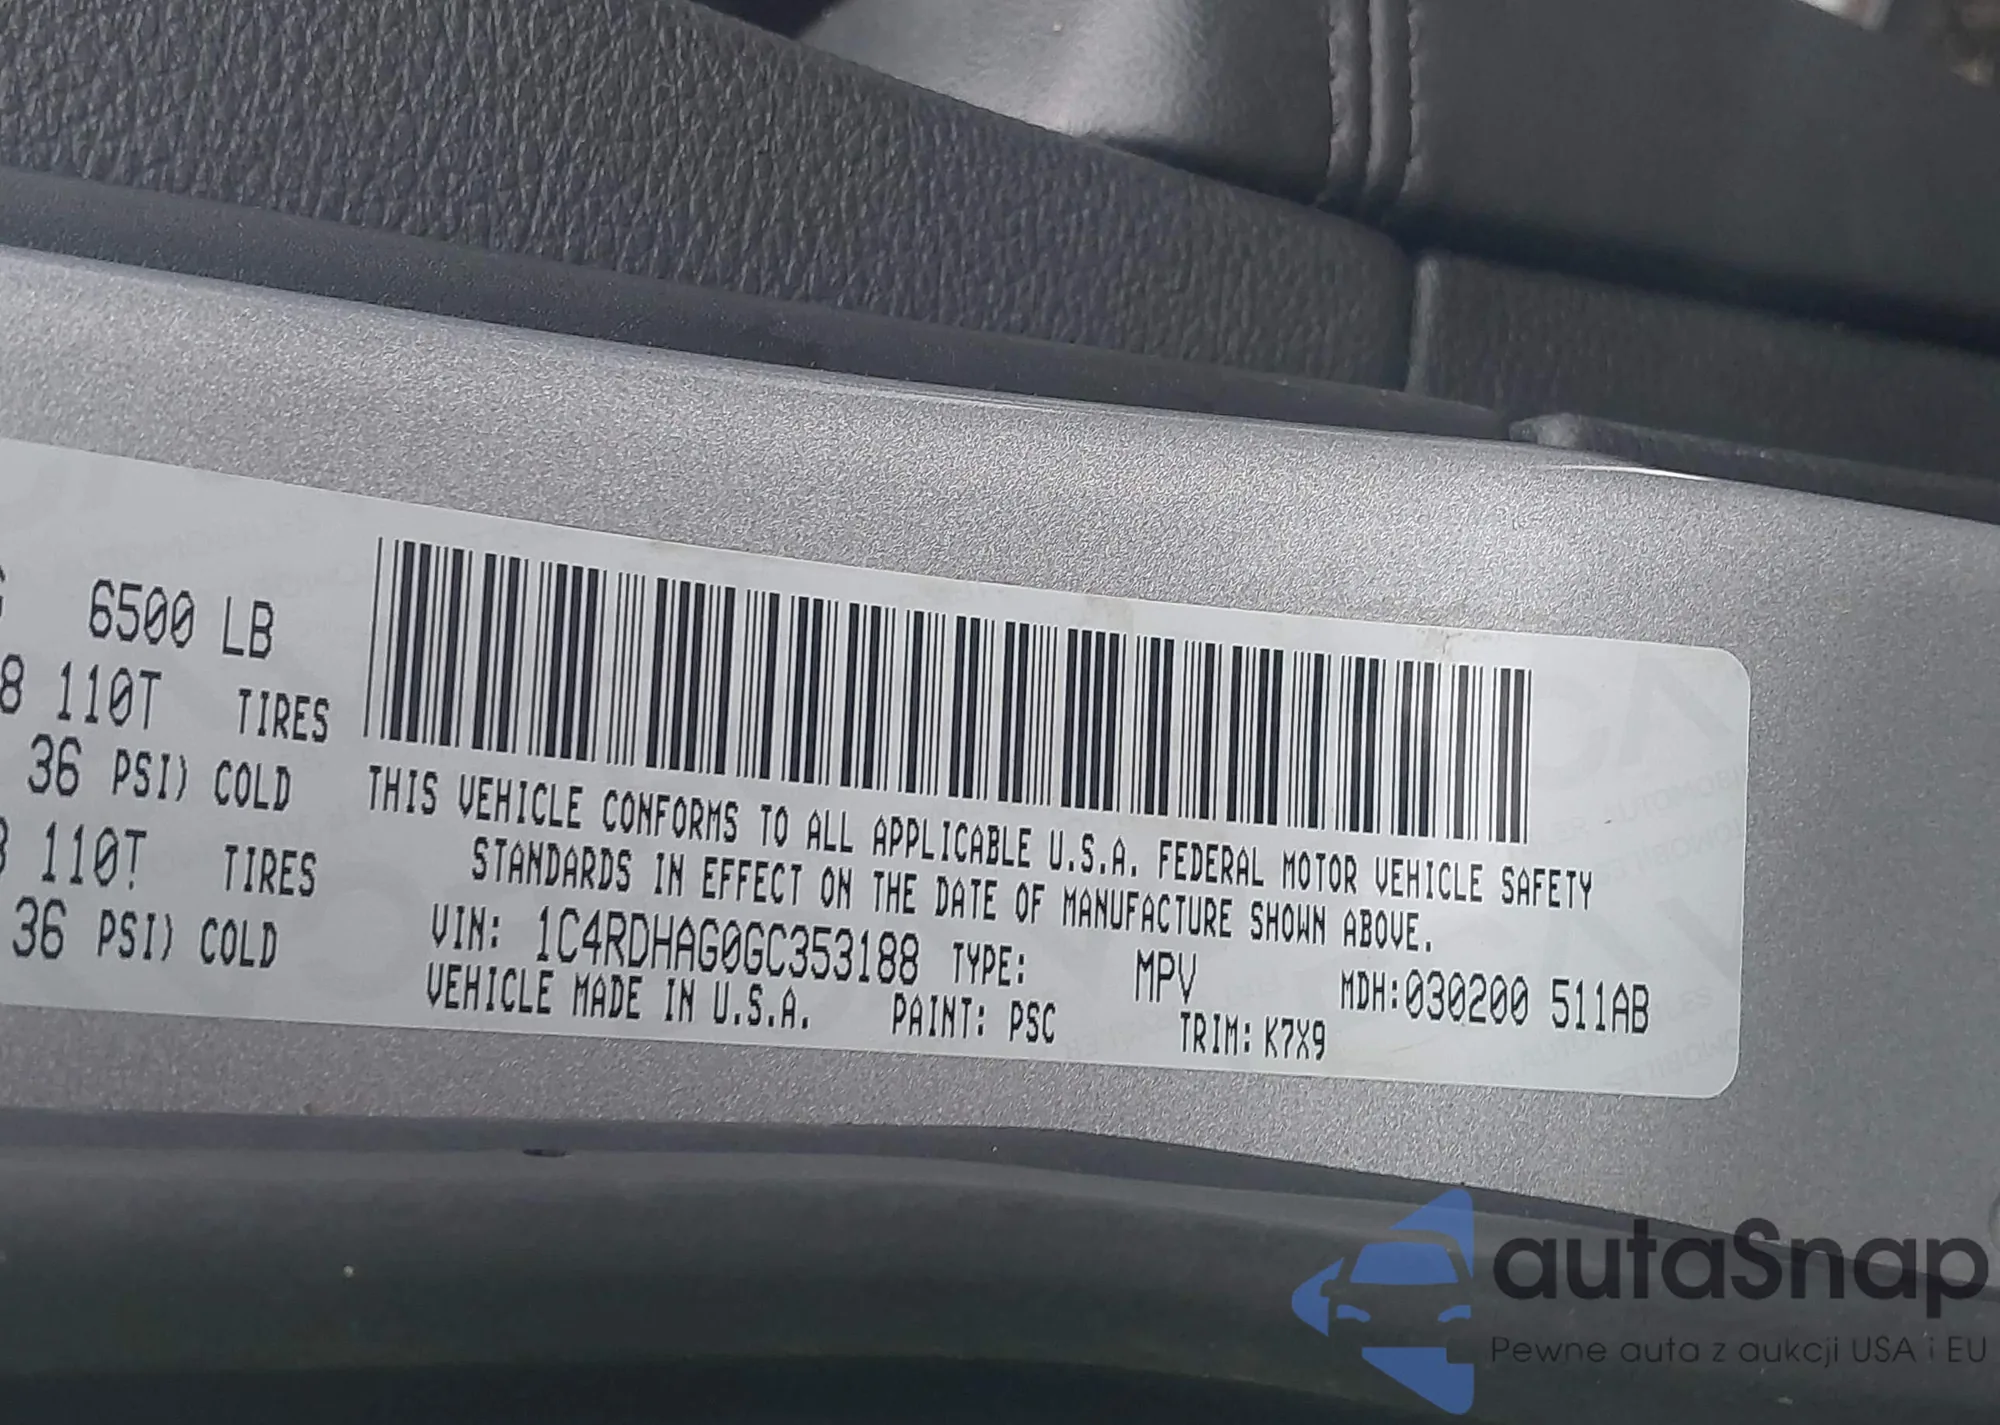 6500 LB
8 110T TIRES
36 PSI) COLD
110T TIRES
36 PSI) COLD
THIS VEHICLE CONFORMS TO ALL APPLICABLE U.S.A. FEDERAL MOTOR VEHICLE SAFETY
STANDARDS IN EFFECT ON THE DATE OF MANUFACTURE SHOWN ABOVE.
VIN: 1C4RDHAG0GC353188 TYPE: MPV MDH:030200 511AB
VEHICLE MADE IN U.S.A. PAINT: PSC TRIM: K7X9
autaSnap
Pewne auta z aukcji USA i EU